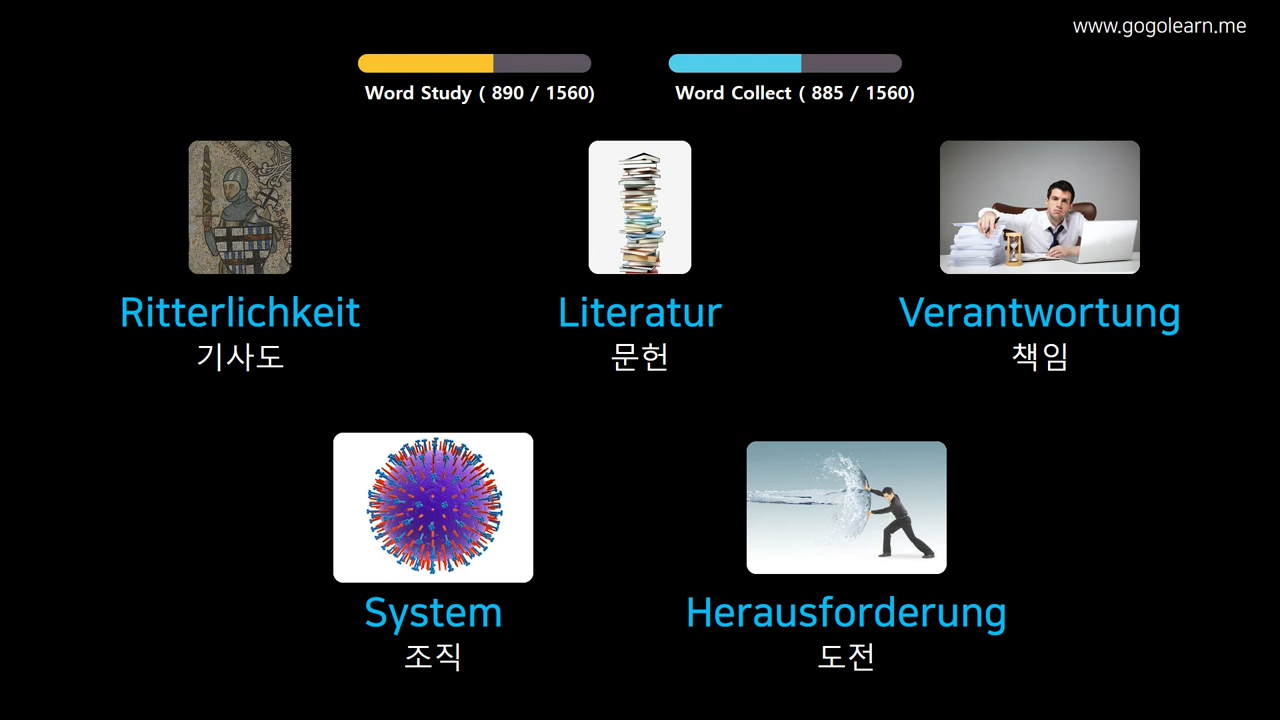 www.gogolearn.me
Word Study ( 890 / 1560)
Word Collect ( 885 / 1560)
Ritterlichkeit
기사도
Literatur
문헌
Verantwortung
책임
System
조직
Herausforderung
도전